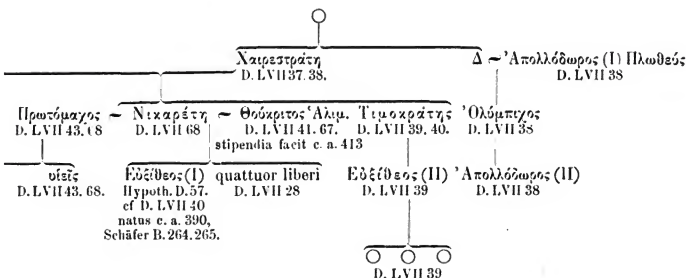 Χαιρεστράτη Δ ~ Ἀπολλόδωρος (I) Πλωθεύς
D. LVII 37. 38. D. LVII 38
Πρωτόμαχος ~ Νικαρέτη ~ Θούκριτος Ἁλιμ. Τιμοκράτης Ὀλύμπιχος
D. LVII 43. 68 D. LVII 68 D. LVII 41. 67. D. LVII 39. 40. D. LVII 38
stipendia facit c. a. 413
υἱεῖς Εὐξίθεος (I) quattuor liberi Εὐξίθεος (II) Ἀπολλόδωρος (II)
D. LVII 43. 68. Hypoth. D. 57. D. LVII 28 D. LVII 39 D. LVII 38
cf D. LVII 40
natus c. a. 390,
Schäfer B. 264. 265.
D. LVII 39